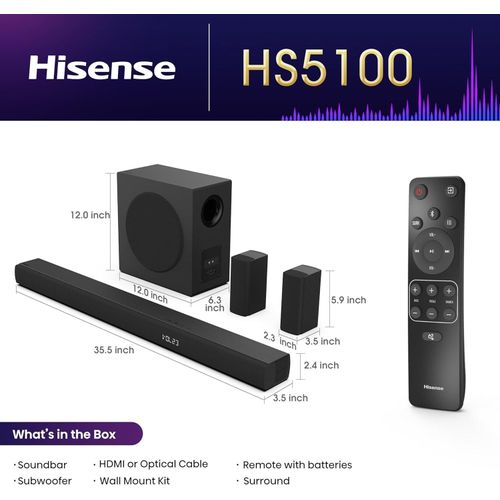 Hisense
HS5100
12.0 inch
12.0 inch
6.3 inch
5.9 inch
2.3 inch
3.5 inch
35.5 inch
2.4 inch
3.5 inch
Hisense
What's in the Box
· Soundbar
· HDMI or Optical Cable
· Remote with batteries
· Subwoofer
· Wall Mount Kit
· Surround